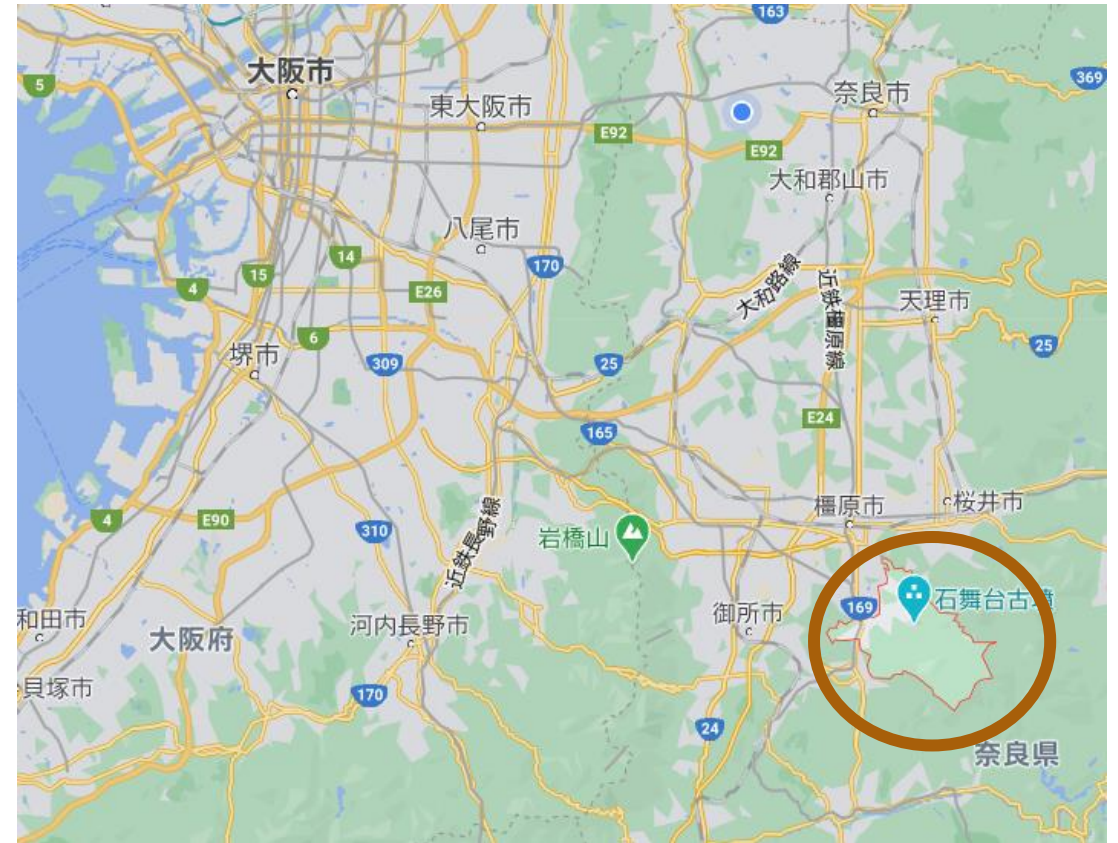 163
大阪市
5
369
東大阪市
奈良市
E92
E92
大和郡山市
八尾市
14
170
15
4
E26
大和路線
近鉄橿原線
天理市
6
堺市
309
25
25
E24
165
4
E90
310
近鉄長野線
岩橋山
橿原市
桜井市
和田市
大阪府
河内長野市
御所市
169
石舞台古墳
貝塚市
170
24
奈良県